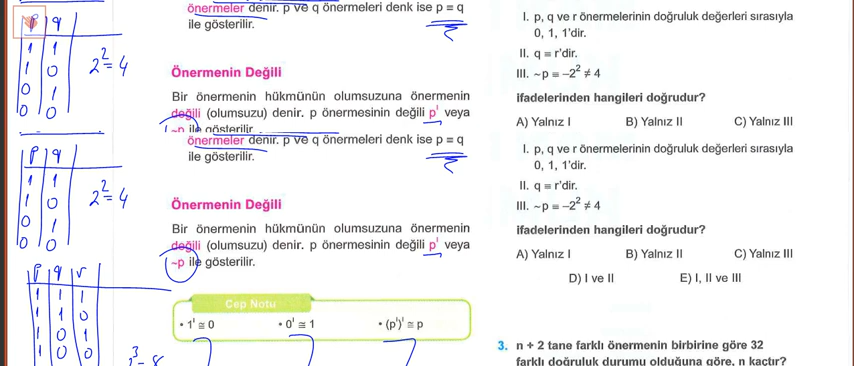 önermeler denir. p ve q önermeleri denk ise p ≡ q
ile gösterilir.
p q
1 1
1 0
0 1
0 0
2² = 4
Önermenin Değili
Bir önermenin hükmünün olumsuzuna önermenin
değili (olumsuzu) denir. p önermesinin değili pᑊ veya
~p ile gösterilir.
önermeler denir. p ve q önermeleri denk ise p ≡ q
ile gösterilir.
p q
1 1
1 0
0 1
0 0
2² = 4
Önermenin Değili
Bir önermenin hükmünün olumsuzuna önermenin
değili (olumsuzu) denir. p önermesinin değili pᑊ veya
~p ile gösterilir.
p q r
1 1 1
1 1 0
1 0 1
1 0 0
2³ = 8
Cep Notu
• 1ᑊ ≅ 0 • 0ᑊ ≅ 1 • (pᑊ)ᑊ ≅ p
I. p, q ve r önermelerinin doğruluk değerleri sırasıyla
0, 1, 1’dir.
II. q ≡ r’dir.
III. ~p ≡ –2² ≠ 4
ifadelerinden hangileri doğrudur?
A) Yalnız I B) Yalnız II C) Yalnız III
I. p, q ve r önermelerinin doğruluk değerleri sırasıyla
0, 1, 1’dir.
II. q ≡ r’dir.
III. ~p ≡ –2² ≠ 4
ifadelerinden hangileri doğrudur?
A) Yalnız I B) Yalnız II C) Yalnız III
D) I ve II E) I, II ve III
3. n + 2 tane farklı önermenin birbirine göre 32
farklı doğruluk durumu olduğuna göre, n kaçtır?